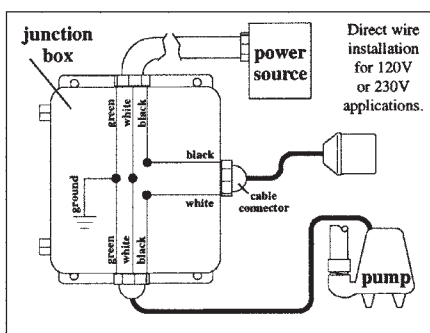 junction
box
power
source
Direct wire
installation
for 120V
or 230V
applications.
green
white
black
black
white
ground
cable
connector
green
white
black
pump